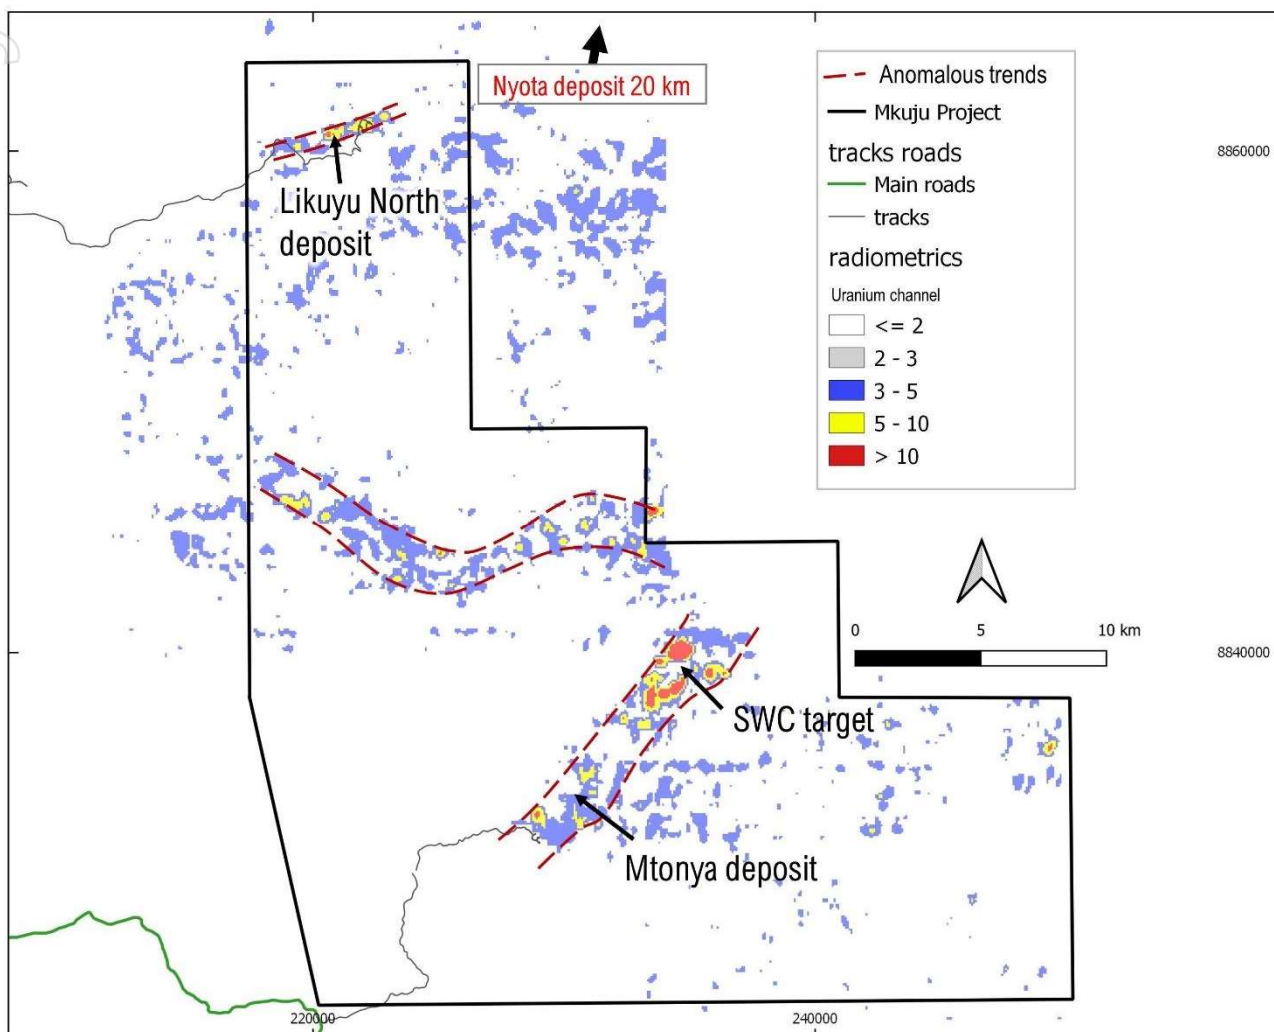 Nyota deposit 20 km
Anomalous trends
Mkuju Project
tracks roads
Main roads
tracks
radiometrics
Uranium channel
<= 2
2 - 3
3 - 5
5 - 10
> 10
8860000
Likuyu North
deposit
0 5 10 km
8840000
SWC target
Mtonya deposit
220000 240000